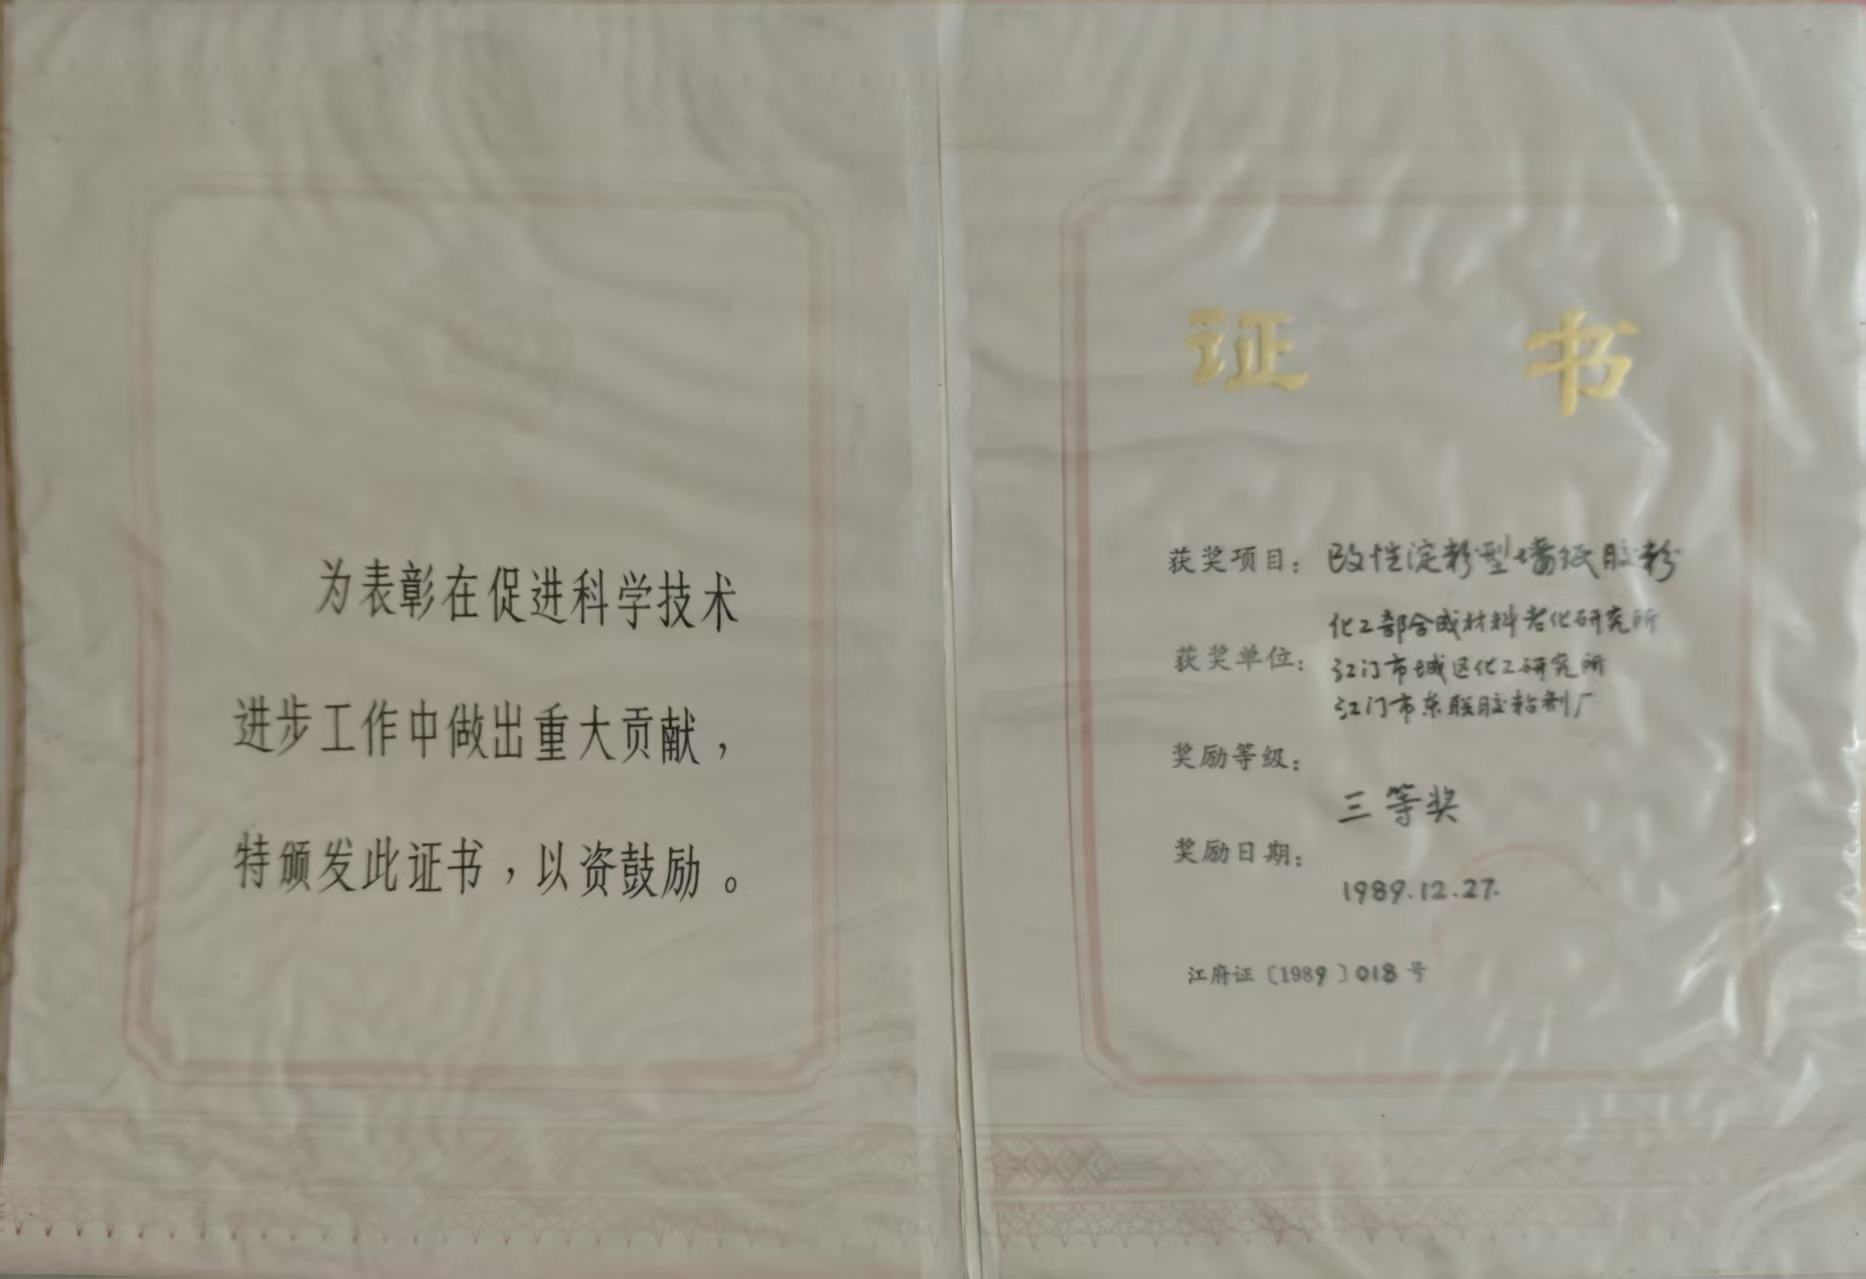 为表彰在促进科学技术
进步工作中做出重大贡献，
特颁发此证书，以资鼓励。
证书
获奖项目：改性淀粉型墙纸胶粉
获奖单位：化工部合成材料老化研究所
江门市城区化工研究所
江门市东联胶粘剂厂
奖励等级：
三等奖
奖励日期：
1989.12.27.
江府证〔1989〕018号